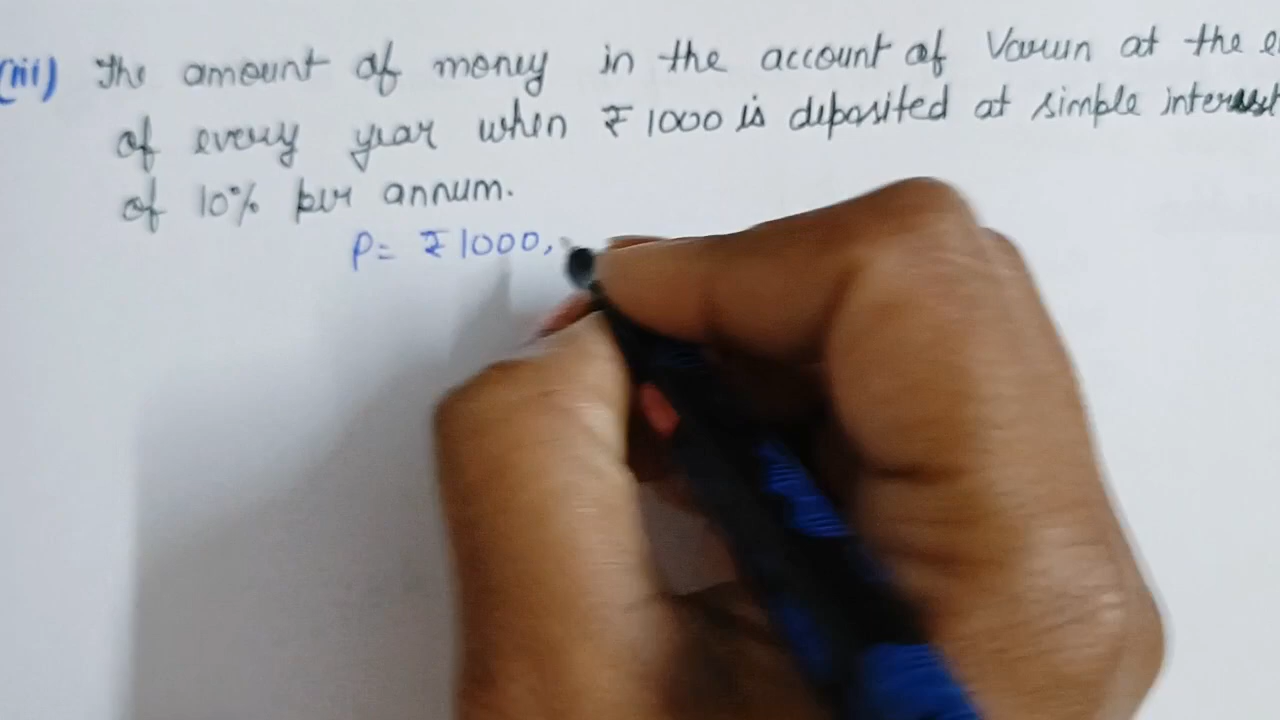 (iii) The amount of money in the account of Varun at the
of every year when ₹1000 is deposited at simple interest
of 10% per annum.
P= ₹1000,